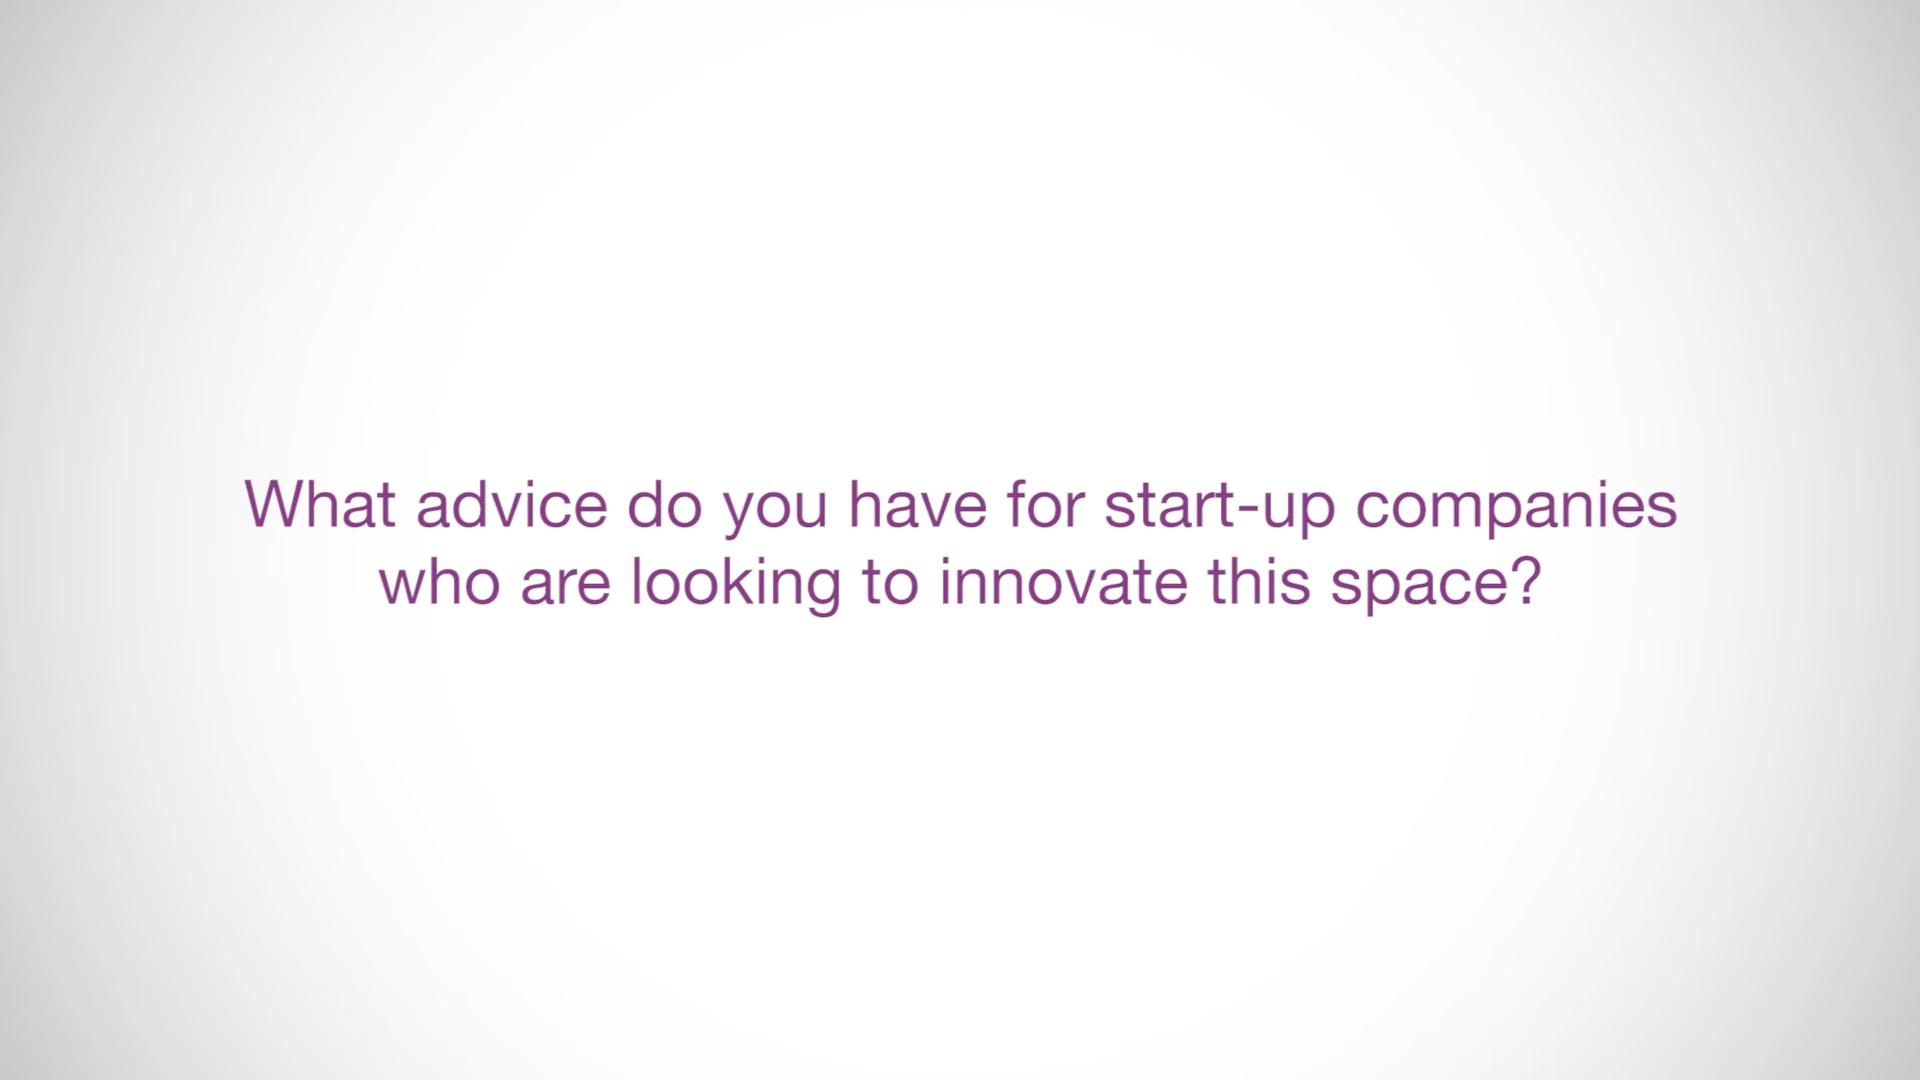 What advice do you have for start-up companies
who are looking to innovate this space?